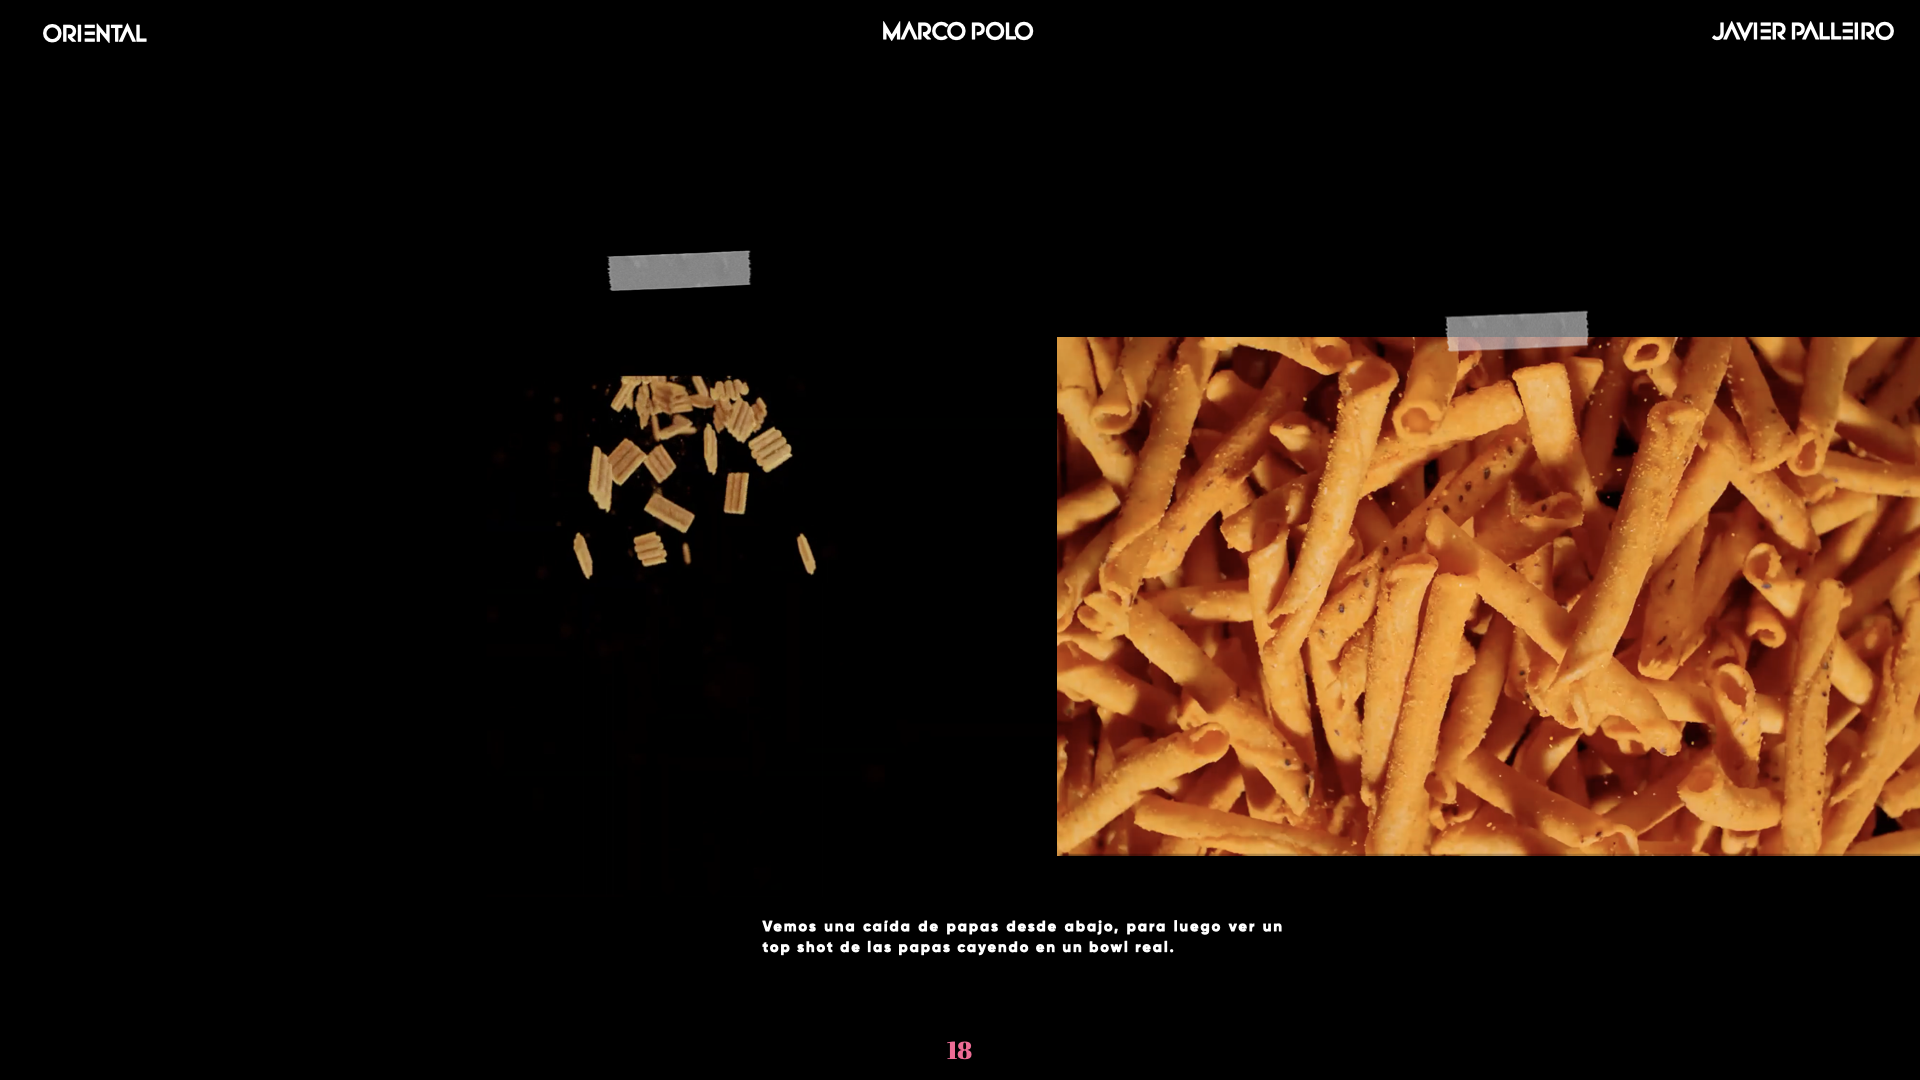 ORIENTAL
MARCO POLO
JAVIER PALLEIRO
Vemos una caída de papas desde abajo, para luego ver un
top shot de las papas cayendo en un bowl real.
18